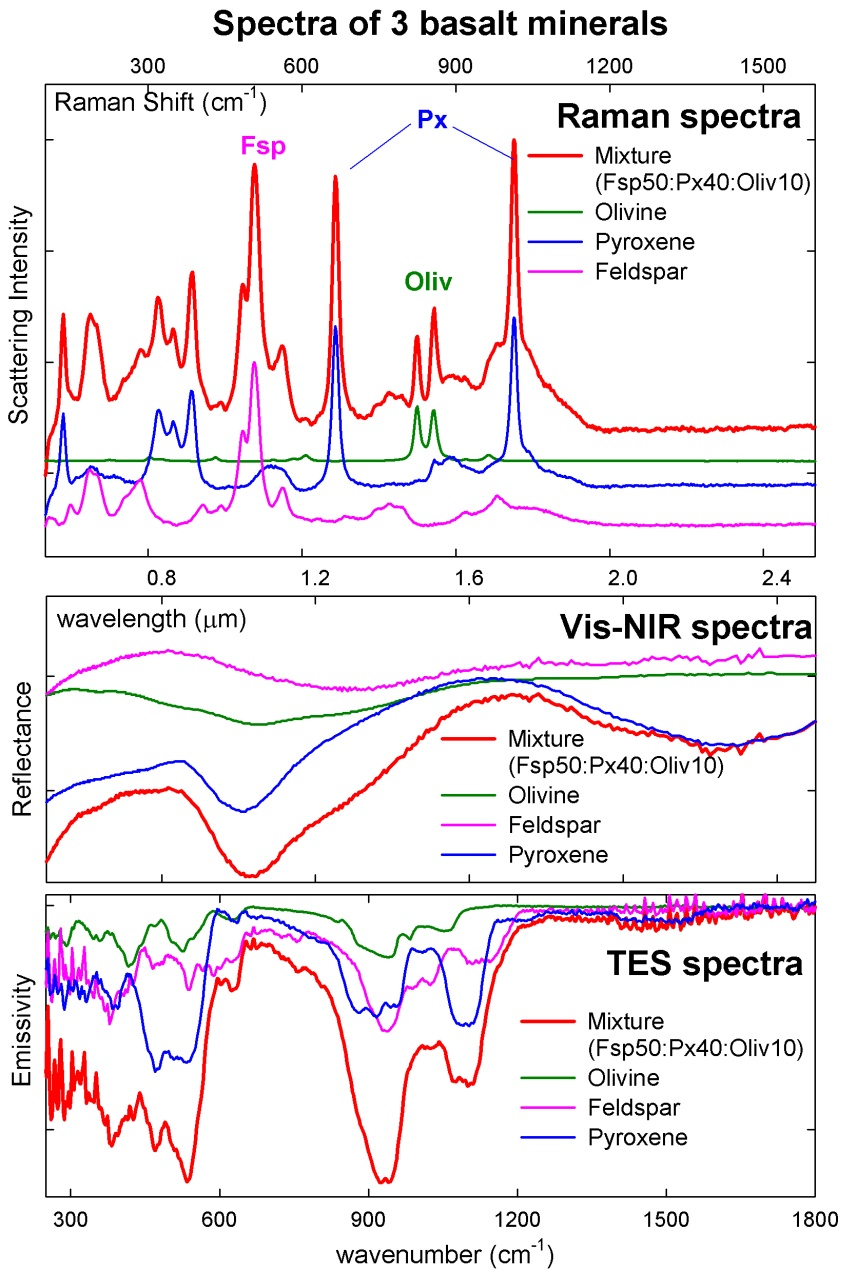 Spectra of 3 basalt minerals
300 600 900 1200 1500
Raman Shift (cm-1)
Raman spectra
Fsp
Px
Oliv
Mixture
(Fsp50:Px40:Oliv10)
Olivine
Pyroxene
Feldspar
Scattering Intensity
0.8 1.2 1.6 2.0 2.4
wavelength (μm)
Vis-NIR spectra
Mixture
(Fsp50:Px40:Oliv10)
Olivine
Feldspar
Pyroxene
Reflectance
TES spectra
Mixture
(Fsp50:Px40:Oliv10)
Olivine
Feldspar
Pyroxene
Emissivity
300 600 900 1200 1500 1800
wavenumber (cm-1)